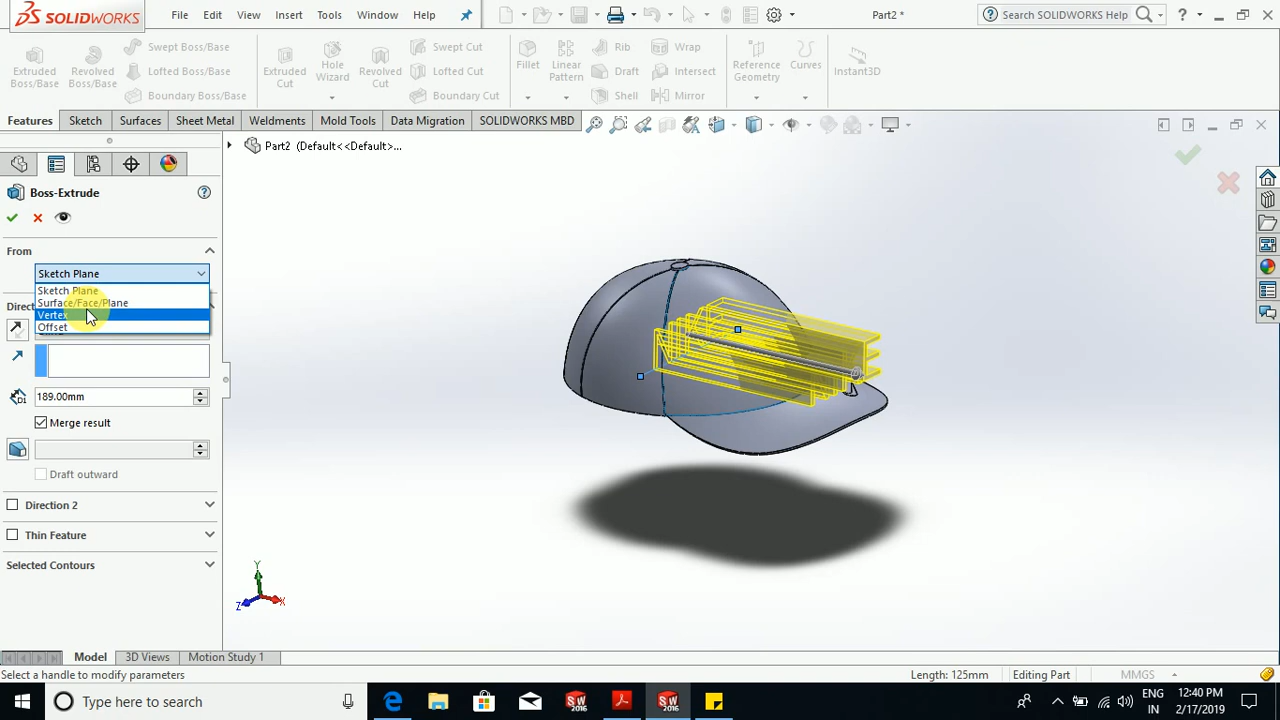 SOLIDWORKS File Edit View Insert Tools Window Help Part2 * Search SOLIDWORKS Help ?
Extruded Boss/Base
Revolved Boss/Base
Swept Boss/Base
Lofted Boss/Base
Boundary Boss/Base
Extruded Cut
Hole Wizard
Revolved Cut
Swept Cut
Lofted Cut
Boundary Cut
Fillet
Linear Pattern
Rib
Draft
Shell
Wrap
Intersect
Mirror
Reference Geometry
Curves
Instant3D
Features Sketch Surfaces Sheet Metal Weldments Mold Tools Data Migration SOLIDWORKS MBD
Part2 (Default<<Default>...
Boss-Extrude
From
Sketch Plane
Sketch Plane
Surface/Face/Plane
Vertex
Offset
Direc
D1
189.00mm
Merge result
Draft outward
Direction 2
Thin Feature
Selected Contours
Y
Z X
Model 3D Views Motion Study 1
Select a handle to modify parameters Length: 125mm Editing Part MMGS
Type here to search
SW 2016
SW 2016
ENG
IN
12:40 PM
2/17/2019